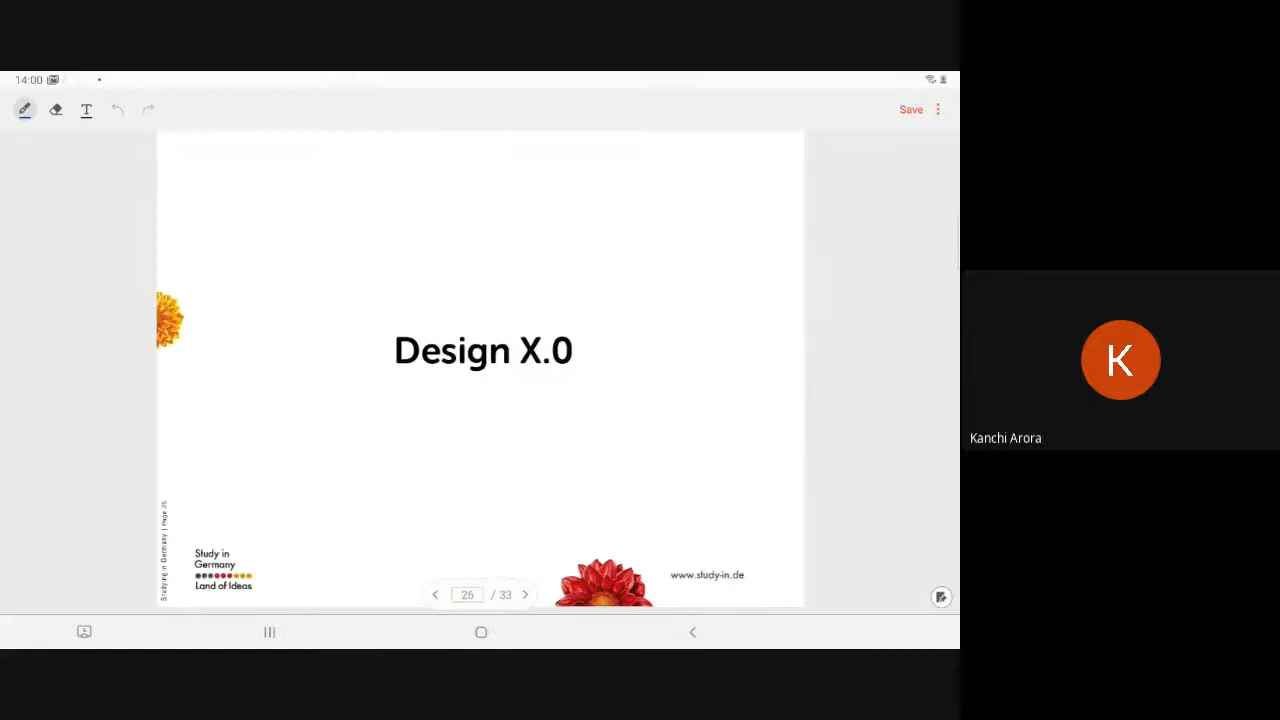 14:00
T
Save
Design X.0
Studying in Germany | Page 26
Study in
Germany
Land of Ideas
26 / 33
www.study-in.de
K
Kanchi Arora